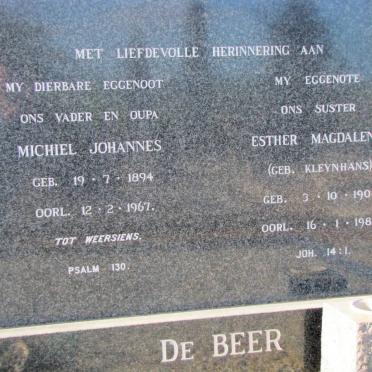 MET LIEFDEVOLLE HERINNERING AAN
MY DIERBARE EGGENOOT
ONS VADER EN OUPA
MICHIEL JOHANNES
GEB. 19 · 7 · 1894
OORL. 12 · 2 · 1967.
TOT WEERSIENS.
PSALM 130.
MY EGGENOTE
ONS SUSTER
ESTHER MAGDALEN
(GEB. KLEYNHANS)
GEB. 3 · 10 · 190
OORL. 16 · 1 · 198
JOH. 14:1.
DE BEER